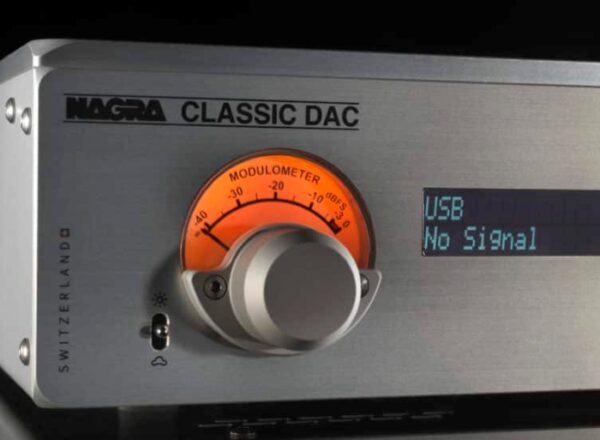 NAGRA CLASSIC DAC
MODULOMETER
-40 -30 -20 -10 -3 0
dBFS
∞
USB
No Signal
SWITZERLAND